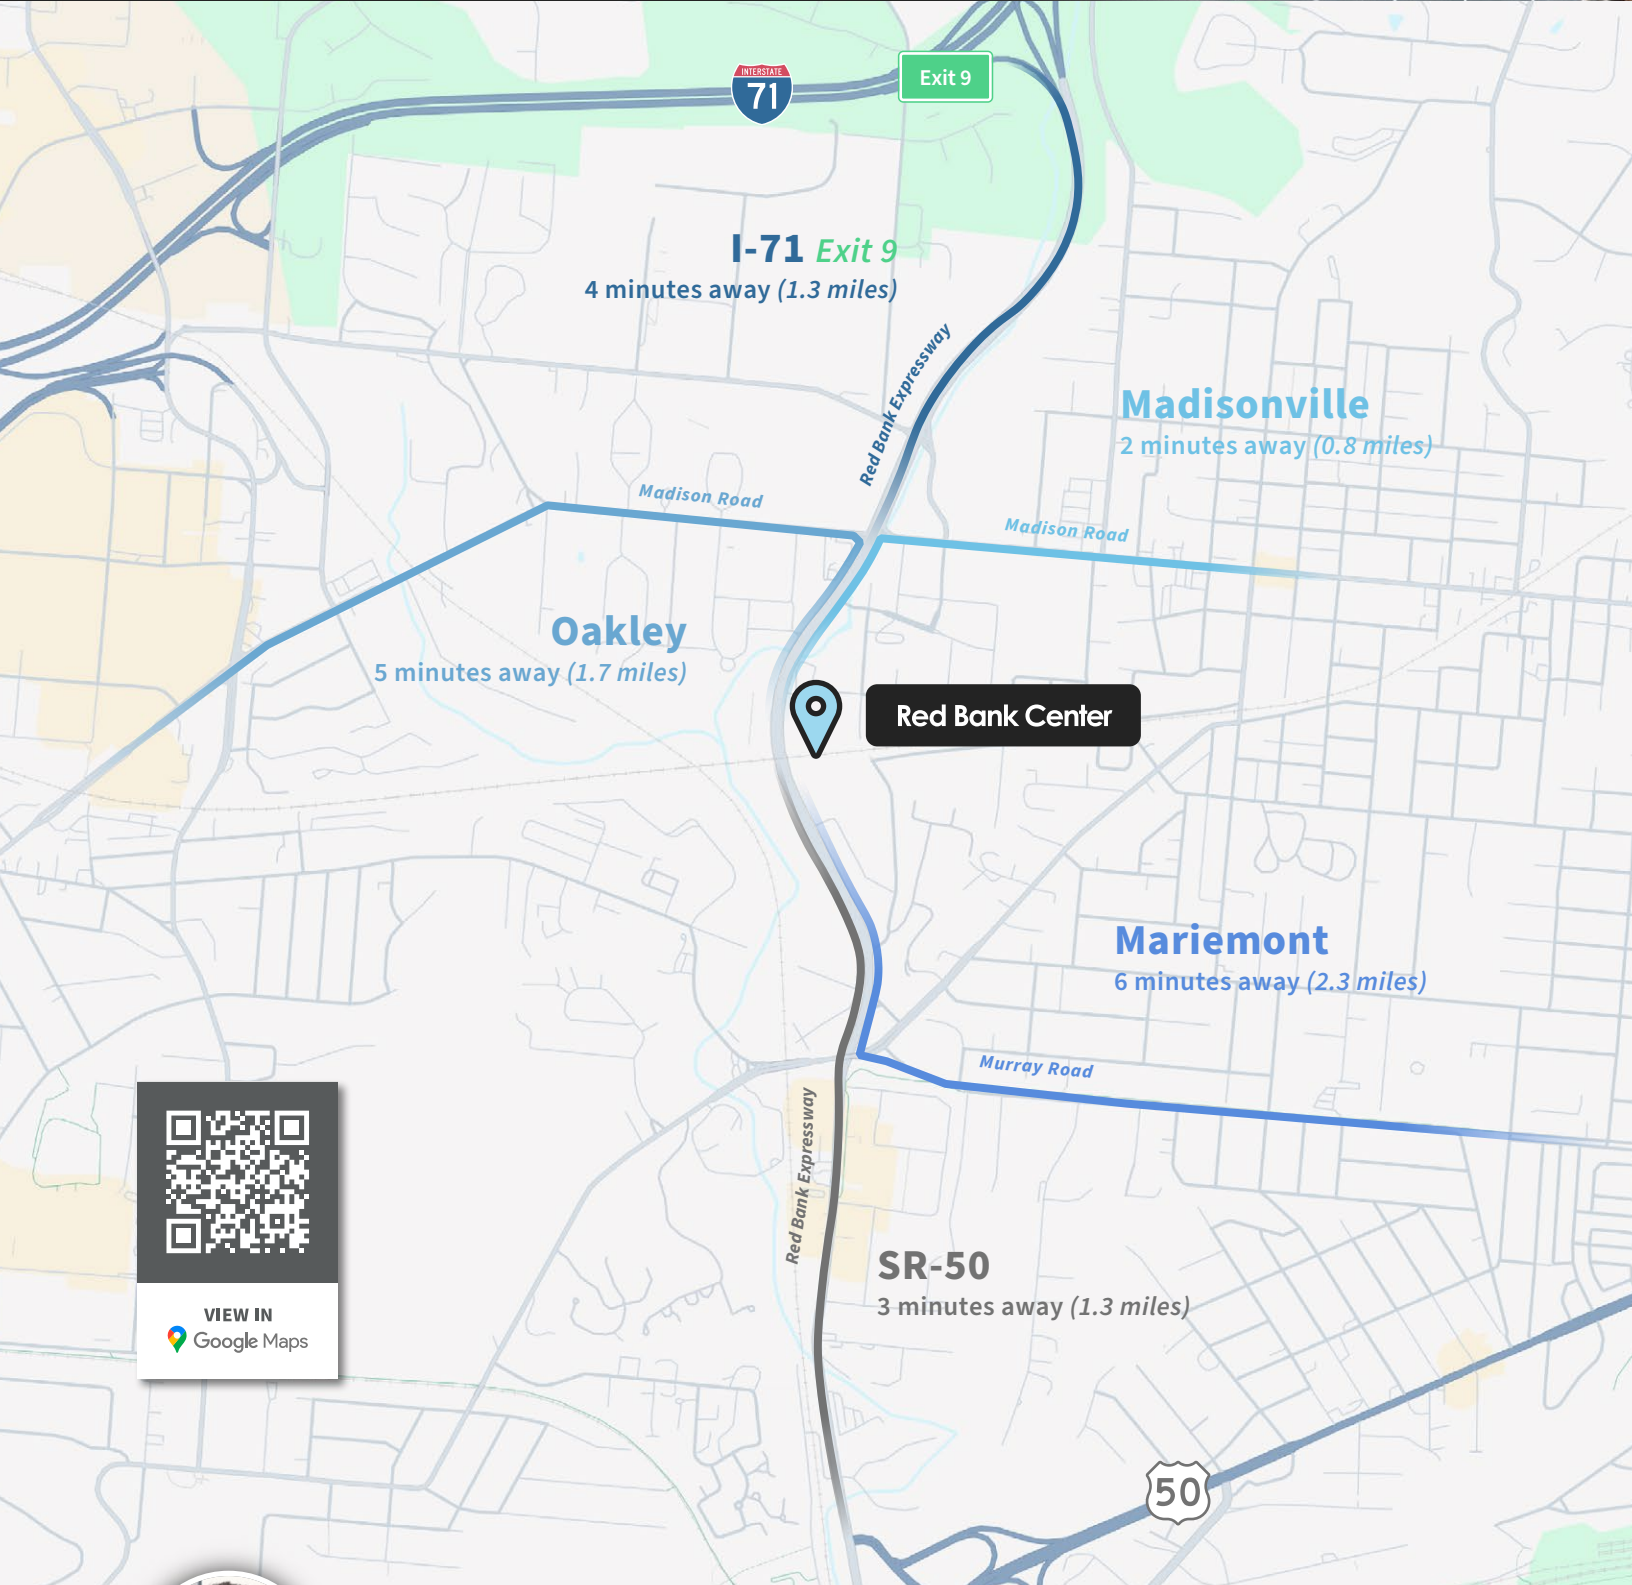 INTERSTATE
71
Exit 9
I-71 Exit 9
4 minutes away (1.3 miles)
Red Bank Expressway
Madisonville
2 minutes away (0.8 miles)
Madison Road
Madison Road
Oakley
5 minutes away (1.7 miles)
Red Bank Center
Mariemont
6 minutes away (2.3 miles)
Murray Road
Red Bank Expressway
SR-50
3 minutes away (1.3 miles)
VIEW IN
Google Maps
50